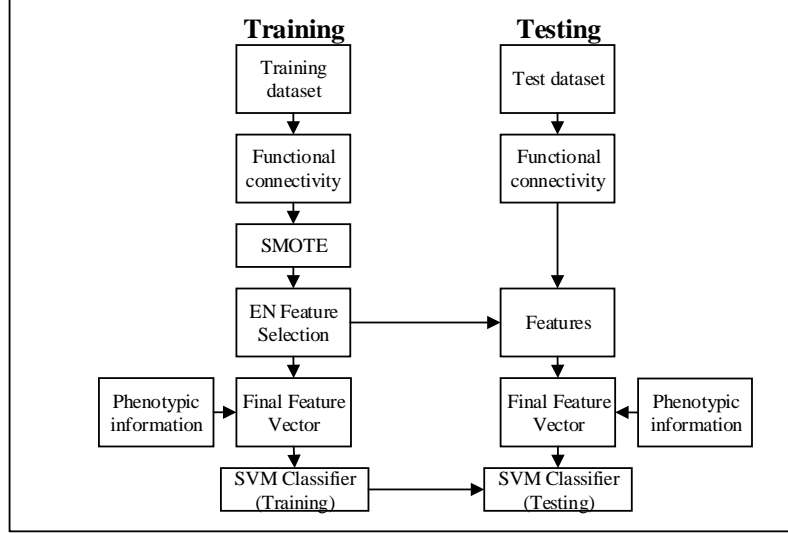 Training
Testing
Training
dataset
Test dataset
Functional
connectivity
Functional
connectivity
SMOTE
EN Feature
Selection
Features
Phenotypic
information
Final Feature
Vector
Final Feature
Vector
Phenotypic
information
SVM Classifier
(Training)
SVM Classifier
(Testing)